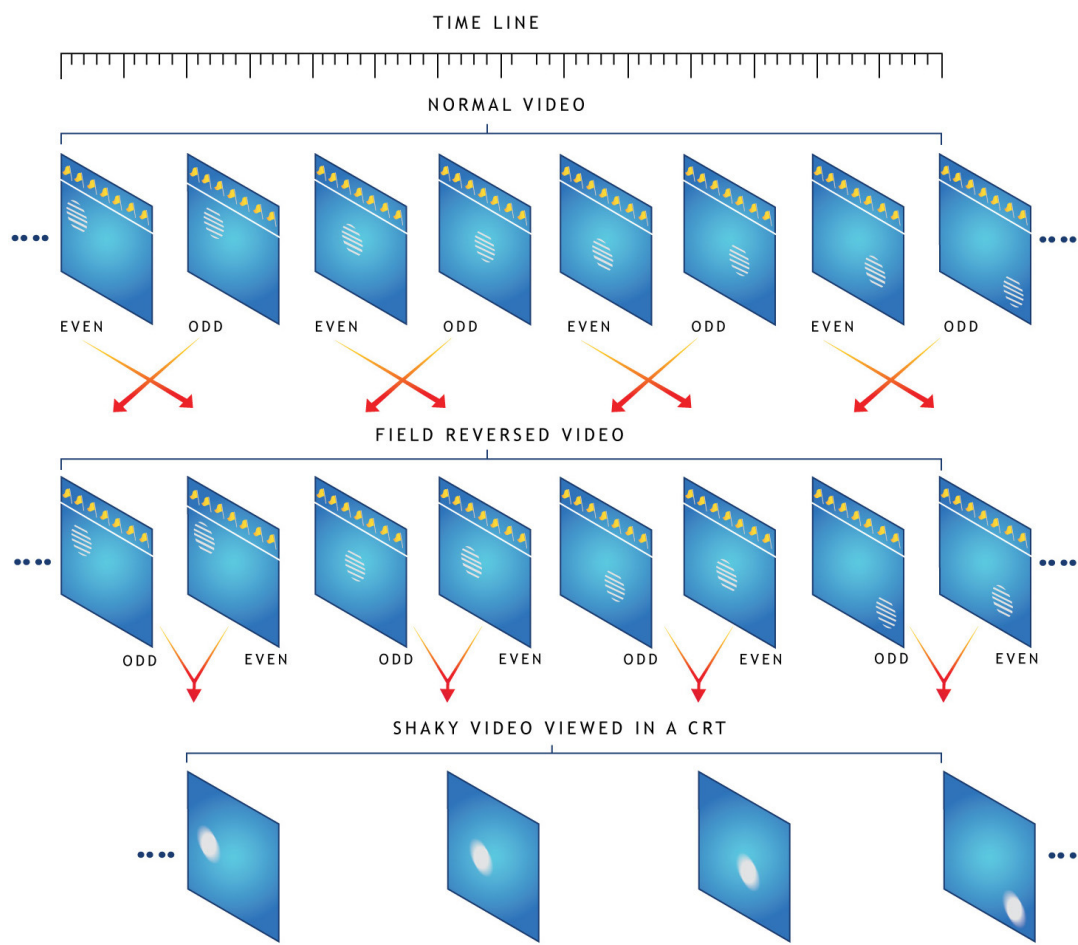 TIME LINE
NORMAL VIDEO
EVEN ODD EVEN ODD EVEN ODD EVEN ODD
FIELD REVERSED VIDEO
ODD EVEN ODD EVEN ODD EVEN ODD EVEN
SHAKY VIDEO VIEWED IN A CRT